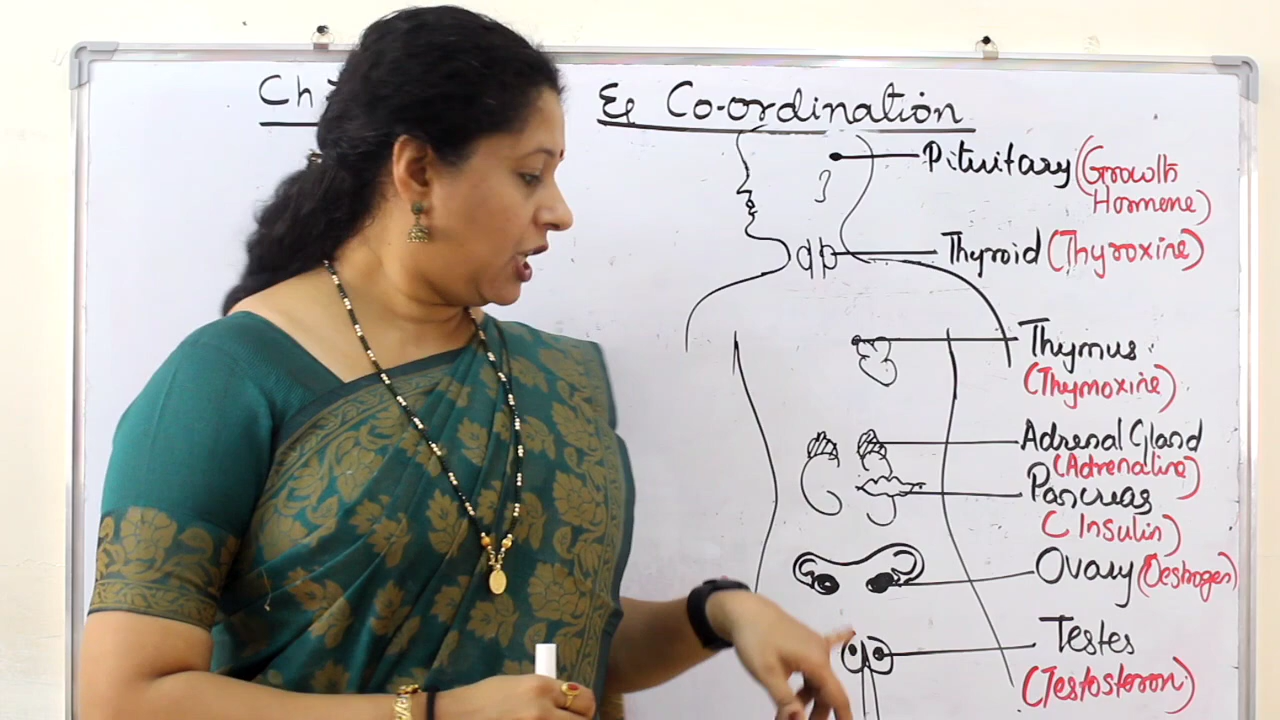 Ch & Co-ordination
Pituitary (Growth
Hormone)
Thyroid (Thyroxine)
Thymus
(Thymoxine)
Adrenal Gland
(Adrenaline)
Pancreas
(Insulin)
Ovary (Oestrogen)
Testes
(Testosteron)